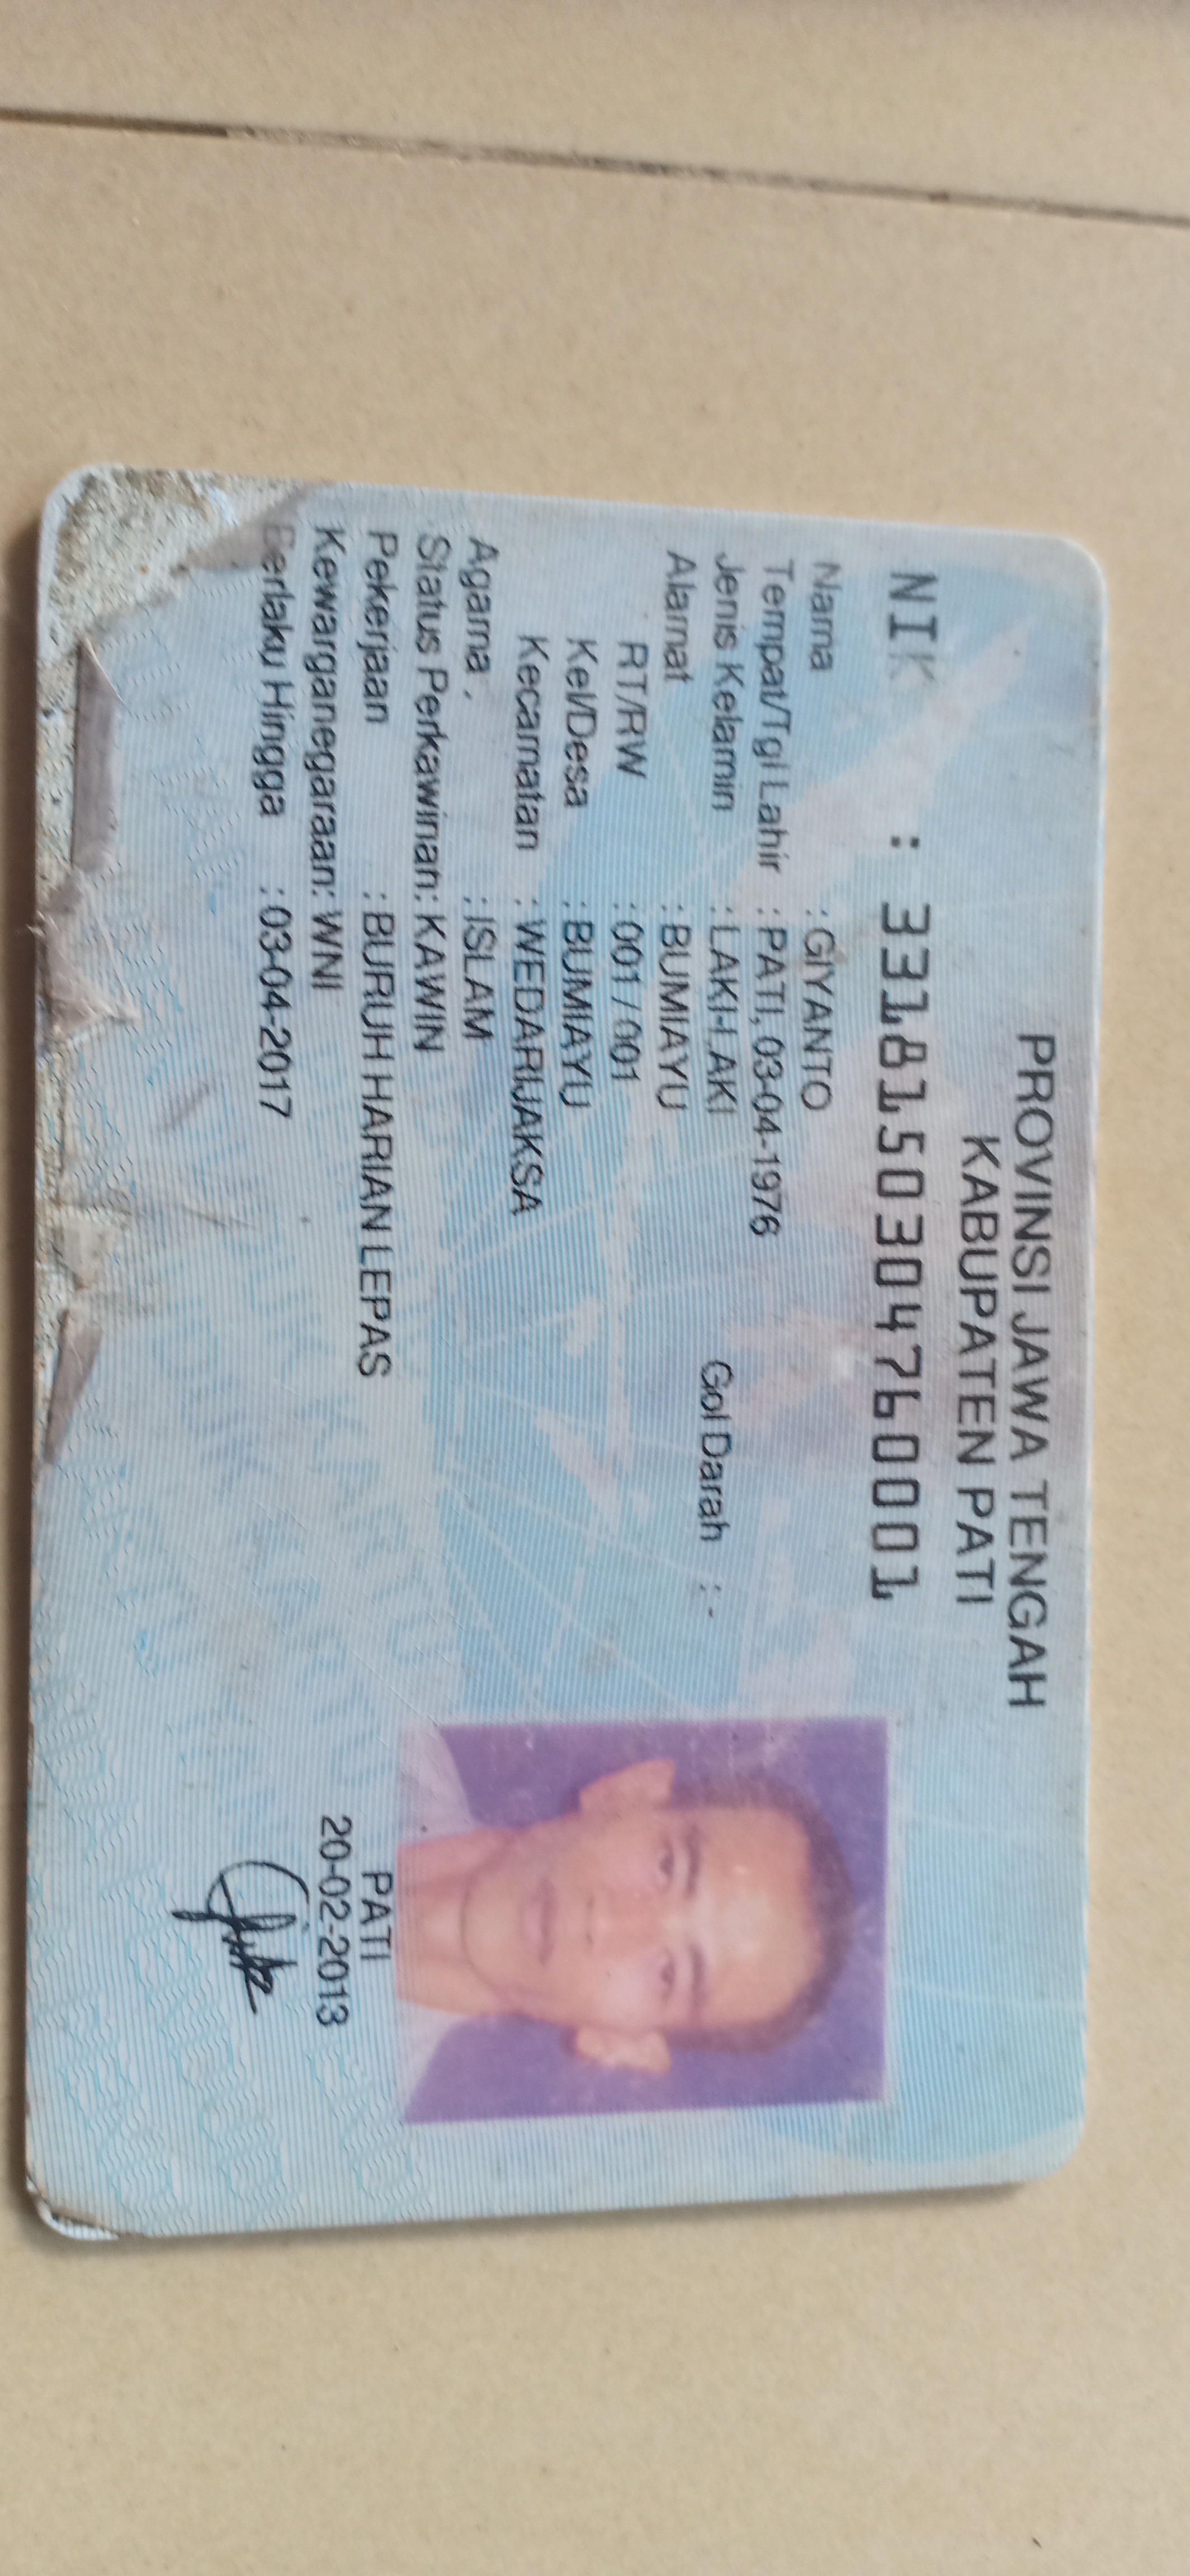 PROVINSI JAWA TENGAH
KABUPATEN PATI
NIK : 3318150304760001
Nama : GIYANTO
Tempat/Tgl Lahir : PATI, 03-04-1976
Jenis Kelamin : LAKI-LAKI Gol Darah : -
Alamat : BUMIAYU
RT/RW : 001 / 001
Kel/Desa : BUMIAYU
Kecamatan : WEDARIJAKSA
Agama : ISLAM
Status Perkawinan: KAWIN
Pekerjaan : BURUH HARIAN LEPAS
Kewarganegaraan: WNI
Berlaku Hingga : 03-04-2017
PATI
20-02-2013